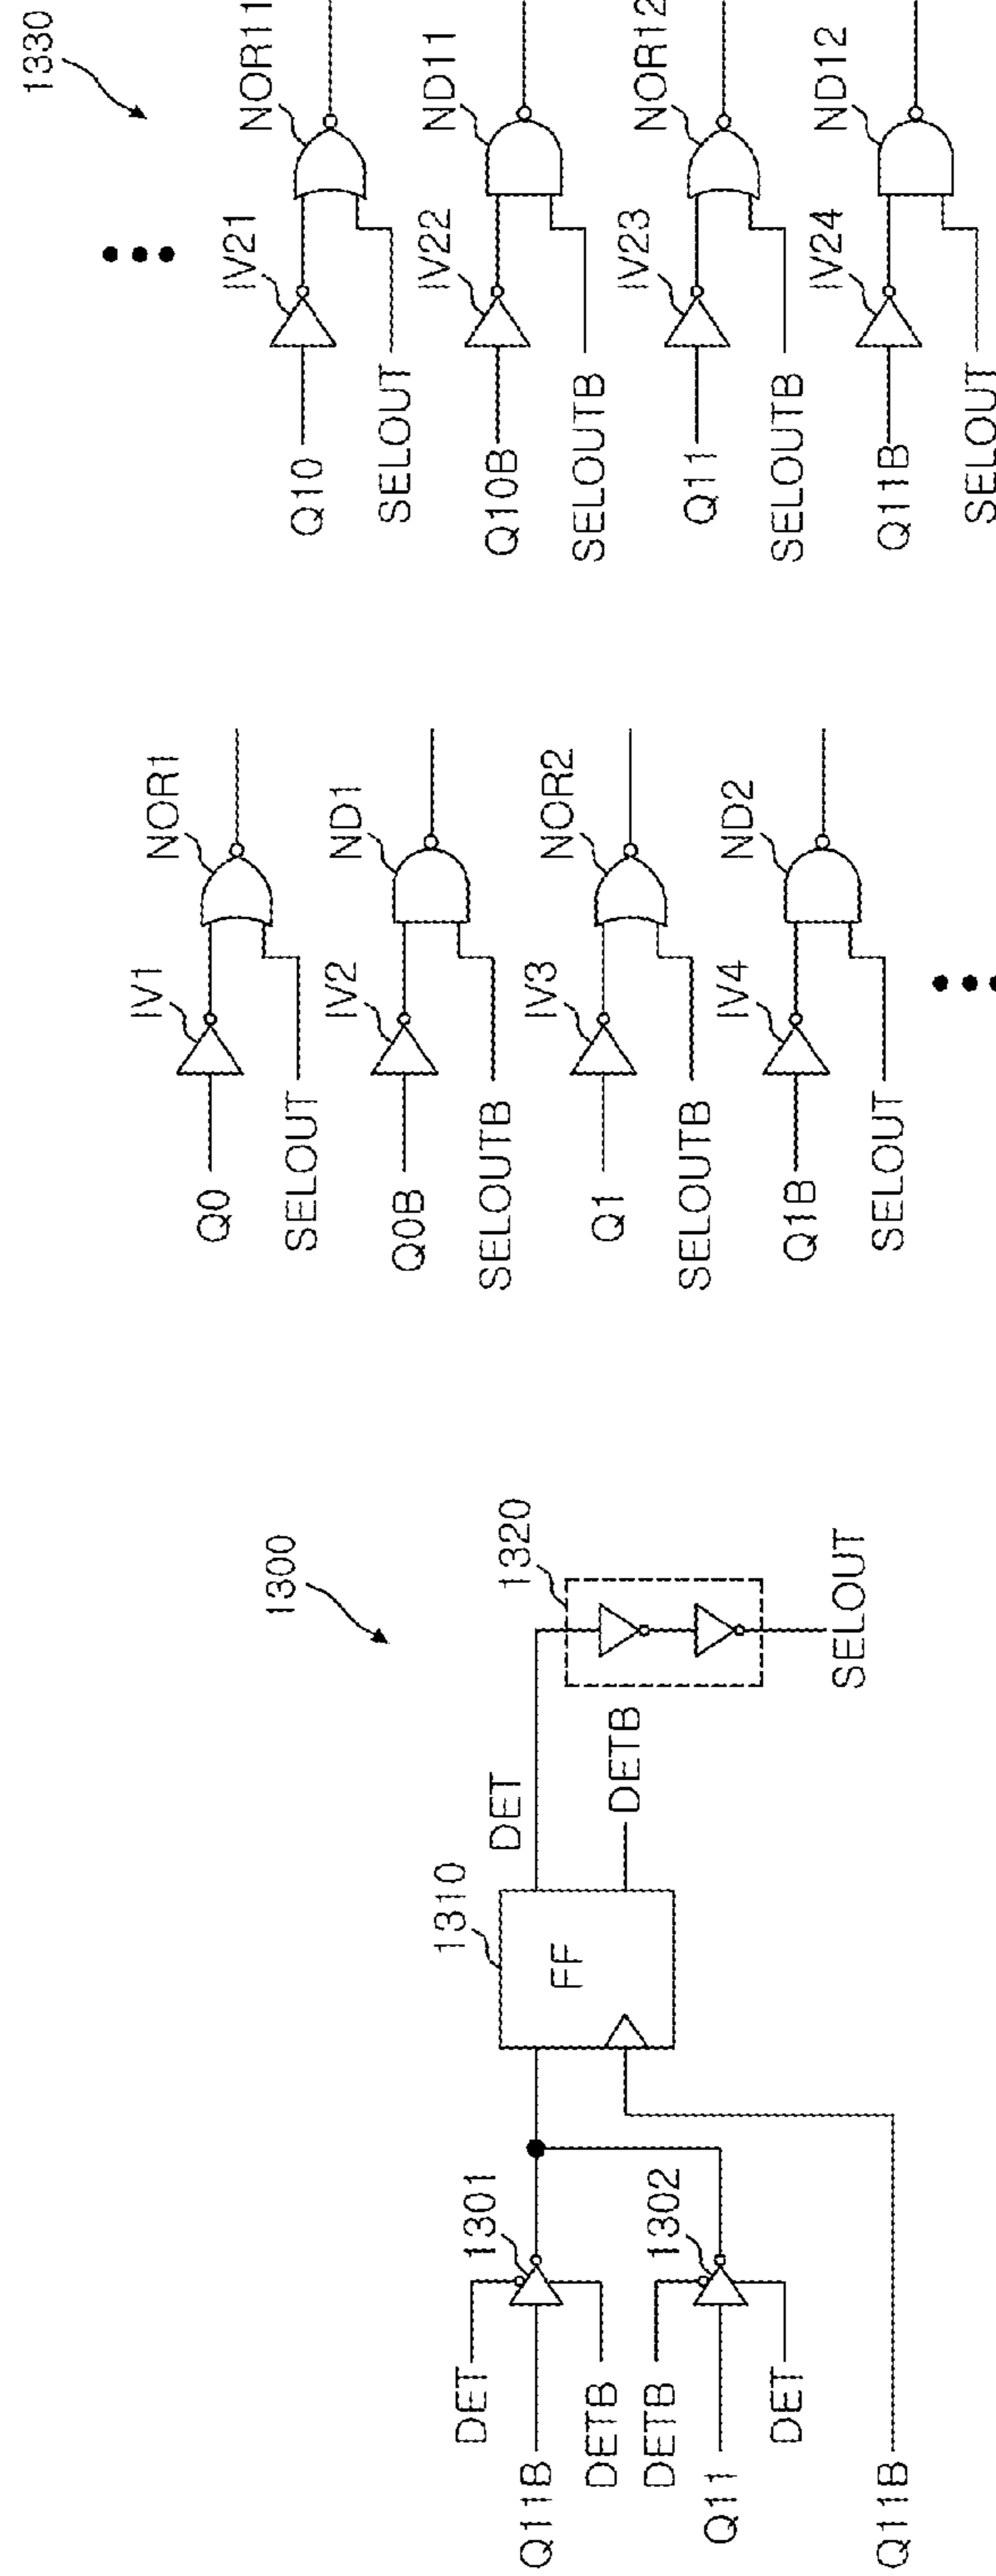 1300
1310
1301
1302
1320
DET
Q11B
DETB
DETB
Q11
DET
Q11B
FF
DET
DETB
SELOUT
1330
Q0
SELOUT
IV1
NOR1
Q0B
SELOUTB
IV2
ND1
Q1
SELOUTB
IV3
NOR2
Q1B
SELOUT
IV4
ND2
Q10
SELOUT
IV21
NOR11
Q10B
SELOUTB
IV22
ND11
Q11
SELOUTB
IV23
NOR12
Q11B
SELOUT
IV24
ND12